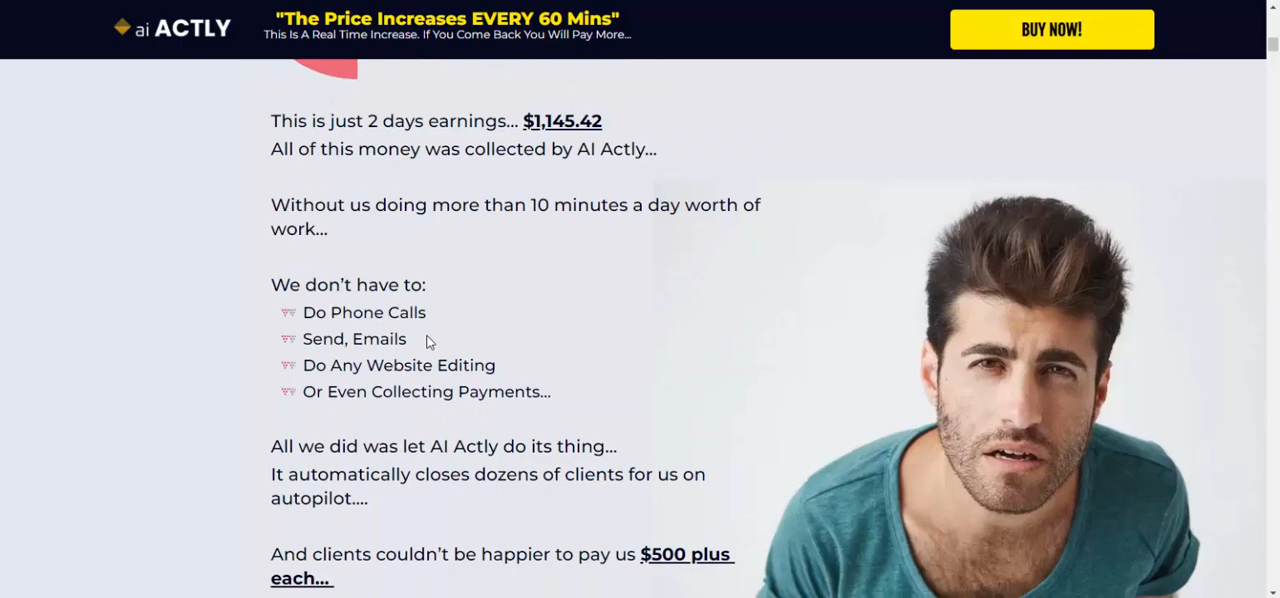 ai ACTLY
"The Price Increases EVERY 60 Mins"
This Is A Real Time Increase. If You Come Back You Will Pay More...
BUY NOW!
This is just 2 days earnings... $1,145.42
All of this money was collected by AI Actly...
Without us doing more than 10 minutes a day worth of
work...
We don’t have to:
Do Phone Calls
Send, Emails
Do Any Website Editing
Or Even Collecting Payments...
All we did was let AI Actly do its thing...
It automatically closes dozens of clients for us on
autopilot....
And clients couldn’t be happier to pay us $500 plus
each...